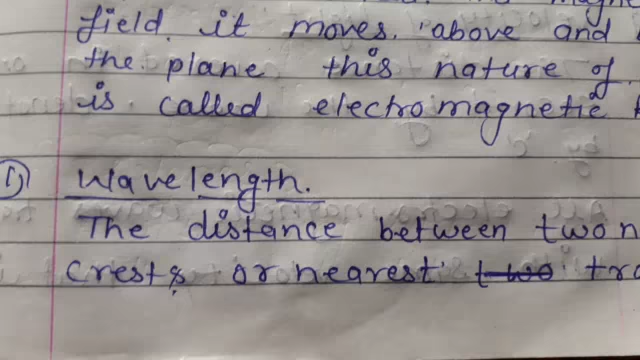 field. it moves. above and
the plane this nature of
is called electromagnetic
1) Wavelength.
The distance between two
crests or nearest